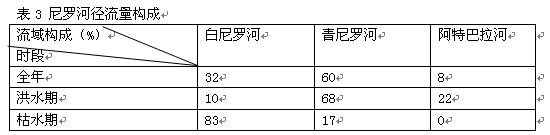 表 3 尼罗河径流量构成
流域构成（%） 白尼罗河 青尼罗河 阿特巴拉河
时段
全年 32 60 8
洪水期 10 68 22
枯水期 83 17 0